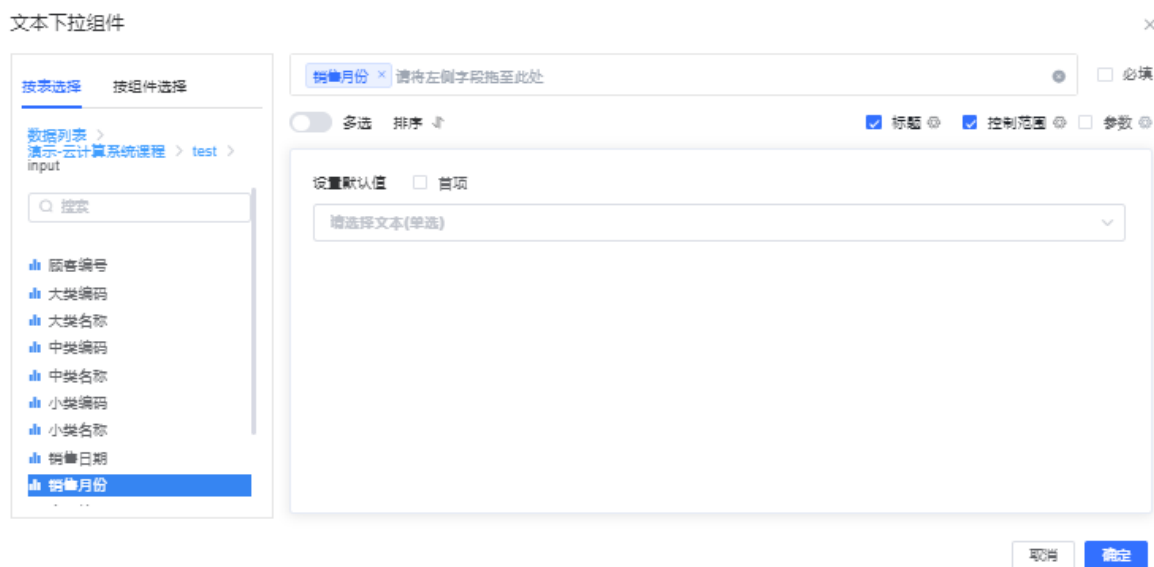 文本下拉组件
按表选择 按组件选择
数据列表
演示-云计算系统课程 test
input
搜索
顾客编号
大类编码
大类名称
中类编码
中类名称
小类编码
小类名称
销售日期
销售月份
销售月份 请将左侧字段拖至此处 必填
多选 排序 标题 控制范围 参数
设置默认值 首项
请选择文本(单选)
取消 确定